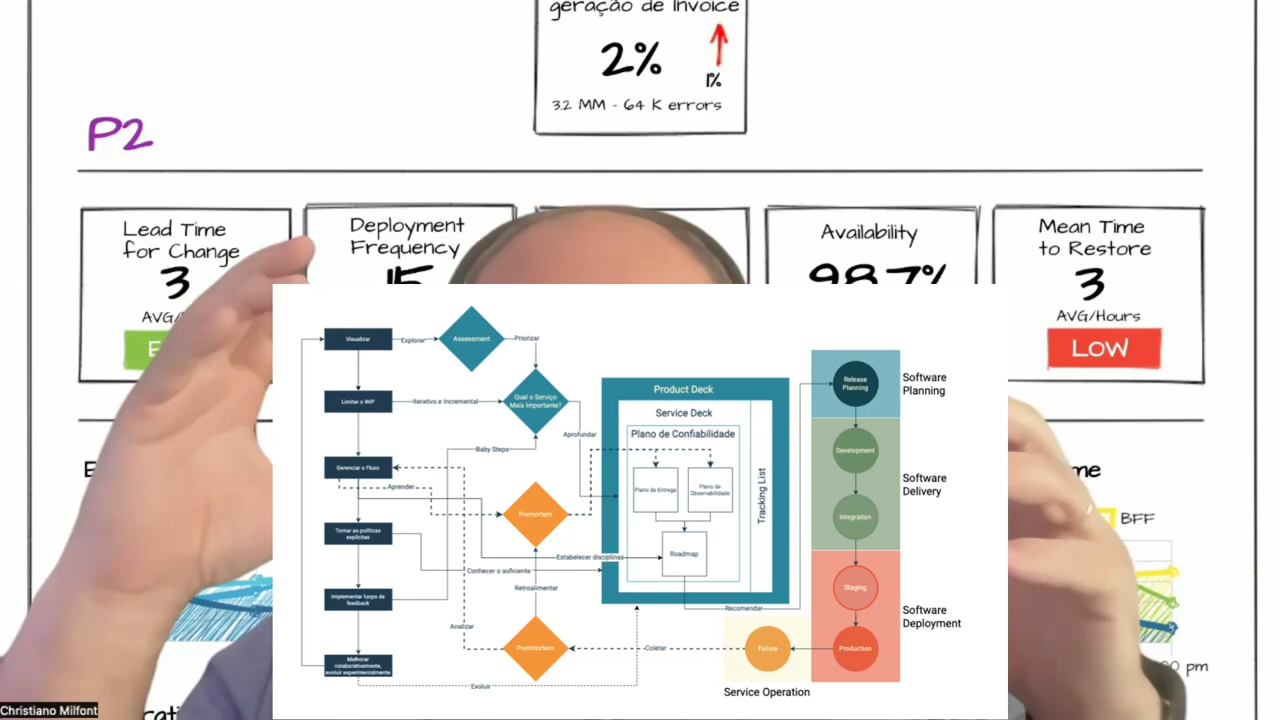 geração de Invoice
2%
1%
3.2 MM - 64 K errors
P2
Lead Time
for Change
3
Deployment
Frequency
15
Availability
98.7%
Mean Time
to Restore
3
AVG/Hours
LOW
BFF
pm
Visualizar
Explorar
Assessment
Priorizar
Limitar o WIP
Iterativo e Incremental
Qual o Serviço
Mais Importante?
Aprofundar
Baby Steps
Gerenciar o Fluxo
Aprender
Premortem
Tornar as políticas
explícitas
Estabelecer disciplinas
Conhecer o suficiente
Retroalimentar
Implementar loops de
feedback
Analizar
Melhorar
colaborativamente,
evoluir experimentalmente
Evoluir
Postmortem
Coletar
Product Deck
Service Deck
Plano de Confiabilidade
Plano de Entrega
Plano de
Observabilidade
Roadmap
Tracking List
Recomendar
Release
Planning
Software
Planning
Development
Integration
Software
Delivery
Staging
Production
Software
Deployment
Failure
Service Operation
Christiano Milfont